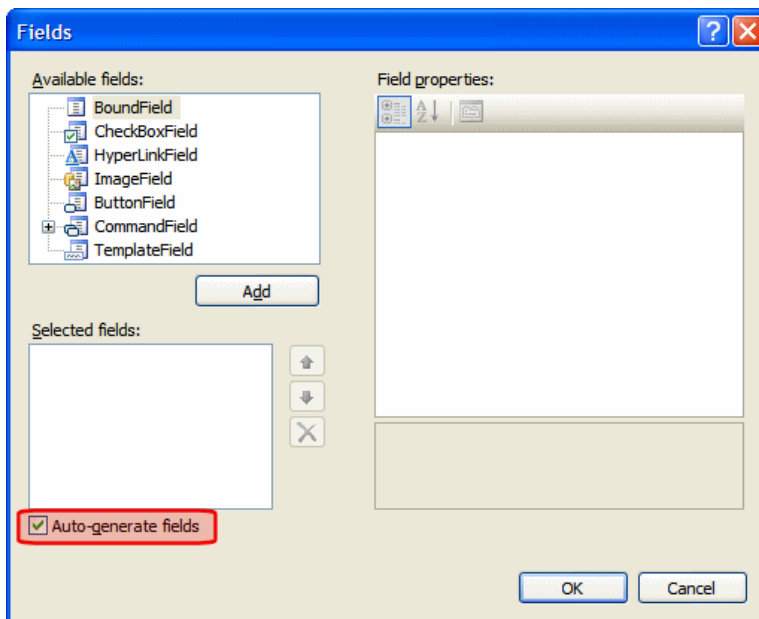 Fields
Available fields:
BoundField
CheckBoxField
HyperLinkField
ImageField
ButtonField
CommandField
TemplateField
Add
Selected fields:
Auto-generate fields
Field properties:
OK
Cancel